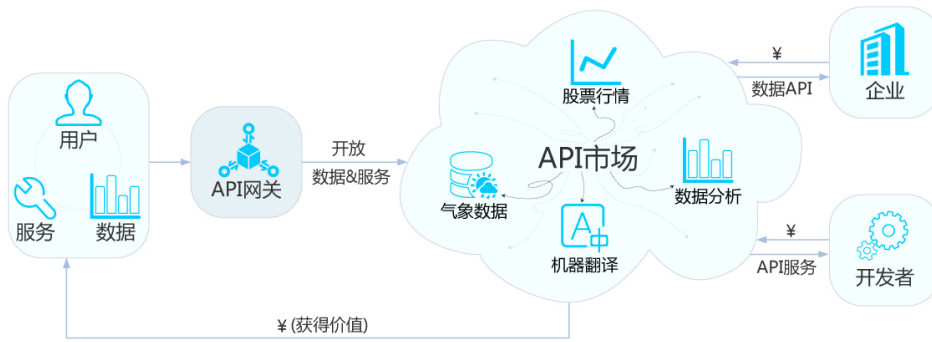 用户
服务
数据
API网关
开放
数据&服务
API市场
股票行情
气象数据
数据分析
A中
机器翻译
¥
数据API
企业
¥
API服务
开发者
¥ (获得价值)